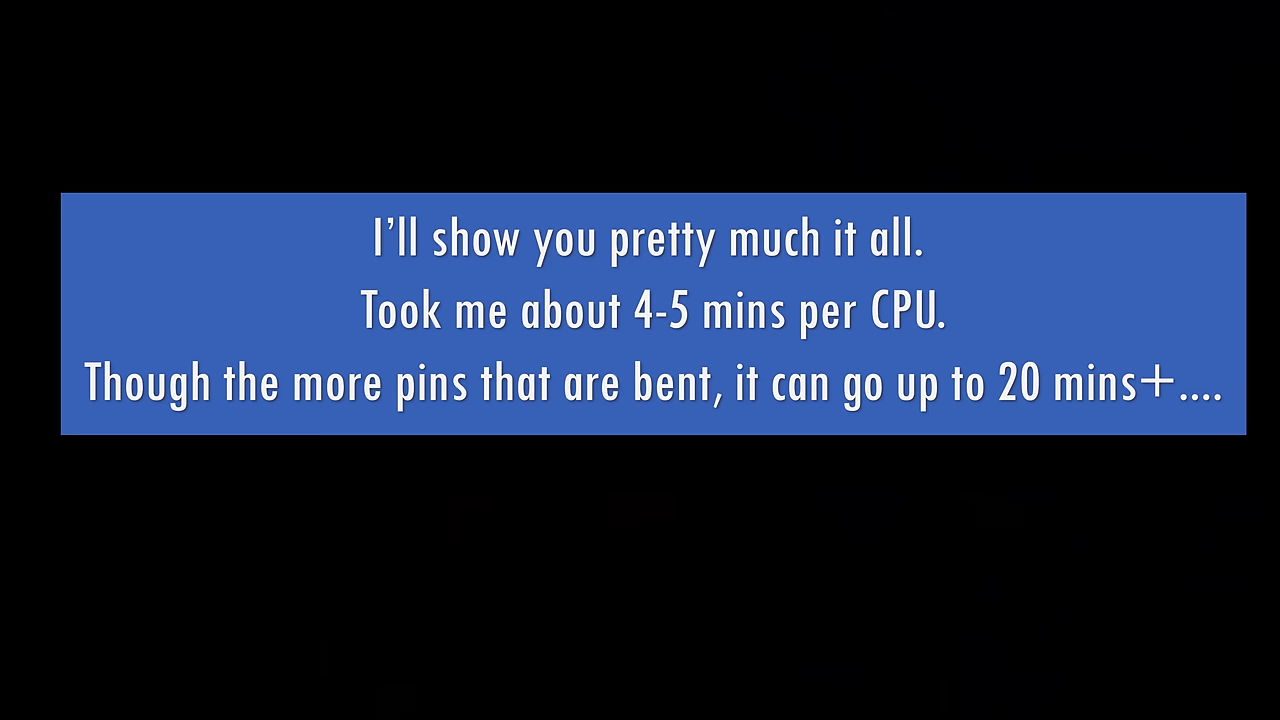 I’ll show you pretty much it all.
Took me about 4-5 mins per CPU.
Though the more pins that are bent, it can go up to 20 mins+....